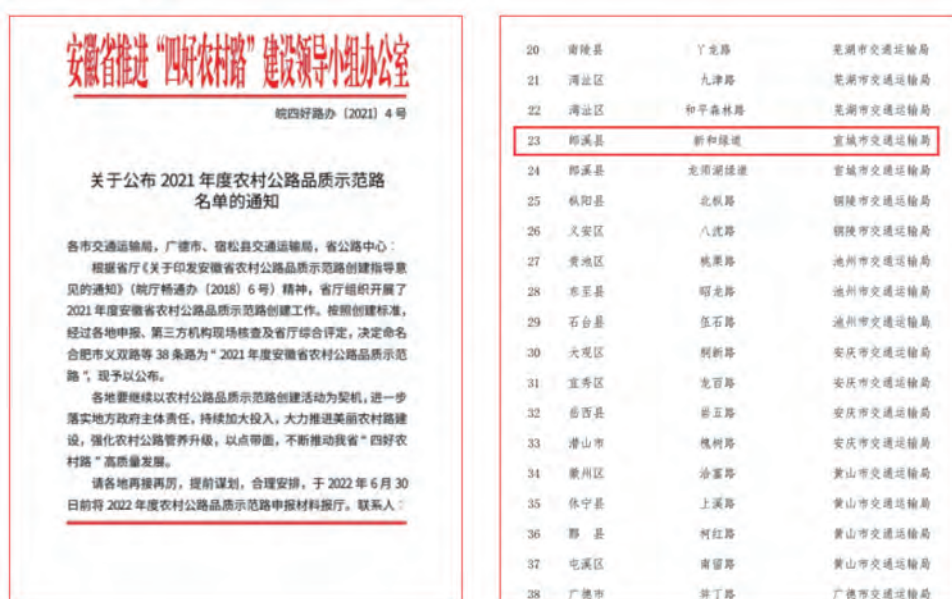 安徽省推进“四好农村路”建设领导小组办公室
皖四好路办〔2021〕4号
关于公布 2021 年度农村公路品质示范路
名单的通知
各市交通运输局，广德市、宿松县交通运输局，省公路中心：
根据省厅《关于印发安徽省农村公路品质示范路创建指导意
见的通知》（皖厅畅通办〔2018〕6 号）精神，省厅组织开展了
2021 年度安徽省农村公路品质示范路创建工作。按照创建标准，
经过各地申报、第三方机构现场核查及省厅综合评定，决定命名
合肥市义双路等 38 条路为“2021 年度安徽省农村公路品质示范
路”，现予以公布。
各地要继续以农村公路品质示范路创建活动为契机，进一步
落实地方政府主体责任，持续加大投入，大力推进美丽农村路建
设，强化农村公路管养升级，以点带面，不断推动我省“四好农
村路”高质量发展。
请各地再接再厉，提前谋划，合理安排，于 2022 年 6 月 30
日前将 2022 年度农村公路品质示范路申报材料报厅。联系人：
20 南陵县 丫龙路 芜湖市交通运输局
21 湾沚区 九津路 芜湖市交通运输局
22 湾沚区 和平森林路 芜湖市交通运输局
23 郎溪县 新和绿道 宣城市交通运输局
24 郎溪县 龙须湖绿道 宣城市交通运输局
25 枞阳县 北枞路 铜陵市交通运输局
26 义安区 八沈路 铜陵市交通运输局
27 贵池区 桃果路 池州市交通运输局
28 东至县 昭龙路 池州市交通运输局
29 石台县 伍石路 池州市交通运输局
30 大观区 桐新路 安庆市交通运输局
31 宜秀区 龙百路 安庆市交通运输局
32 岳西县 岩五路 安庆市交通运输局
33 潜山市 槐树路 安庆市交通运输局
34 徽州区 洽富路 黄山市交通运输局
35 休宁县 上溪路 黄山市交通运输局
36 黟 县 柯红路 黄山市交通运输局
37 屯溪区 南留路 黄山市交通运输局
38 广德市 丁路 广德市交通运输局